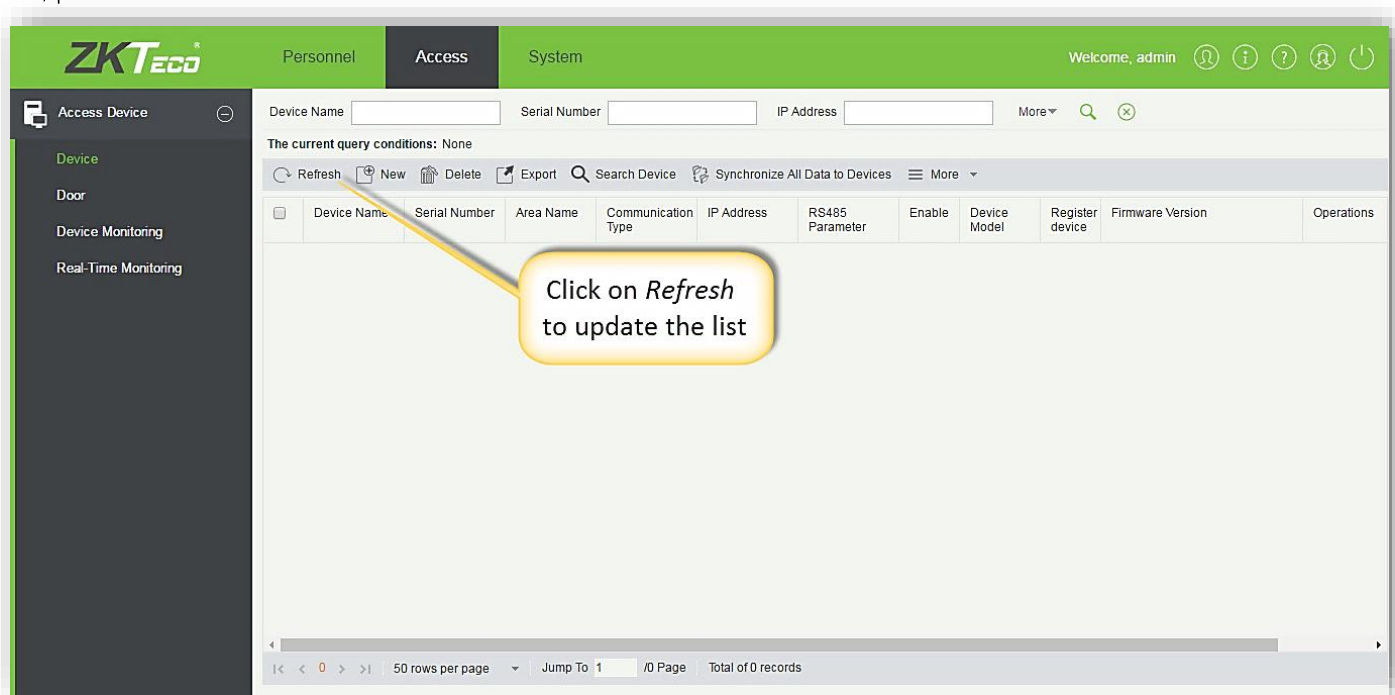 ZKTECO®
Personnel Access System Welcome, admin
Access Device
Device
Door
Device Monitoring
Real-Time Monitoring
Device Name Serial Number IP Address More
The current query conditions: None
Refresh New Delete Export Search Device Synchronize All Data to Devices More
Device Name Serial Number Area Name Communication Type IP Address RS485 Parameter Enable Device Model Register device Firmware Version Operations
Click on Refresh
to update the list
|< < 0 > >| 50 rows per page Jump To 1 /0 Page Total of 0 records